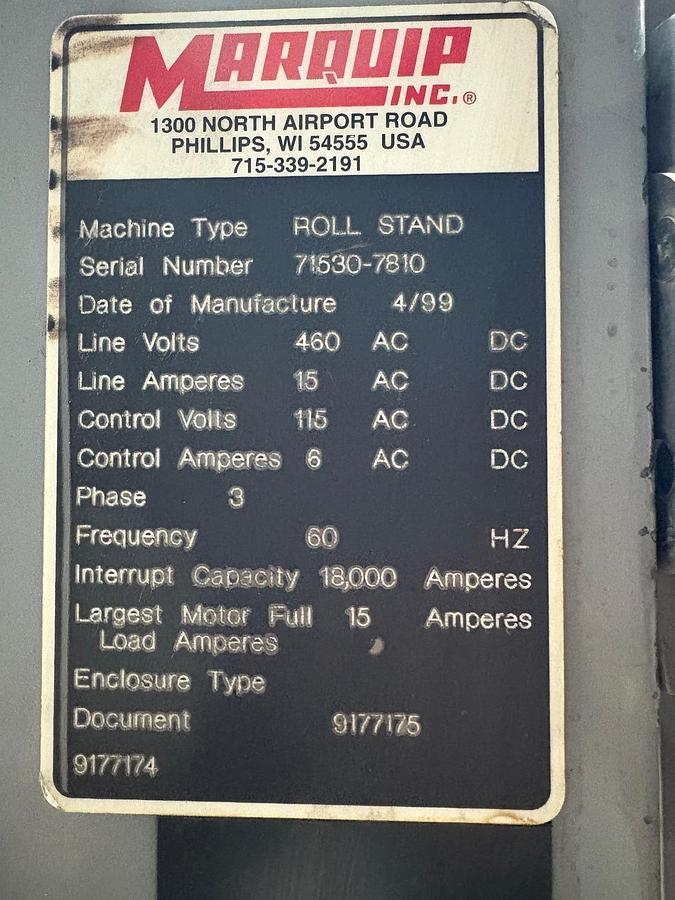 MARQUIP
INC.®
1300 NORTH AIRPORT ROAD
PHILLIPS, WI 54555 USA
715-339-2191
Machine Type ROLL STAND
Serial Number 71530-7810
Date of Manufacture 4/99
Line Volts 460 AC DC
Line Amperes 15 AC DC
Control Volts 115 AC DC
Control Amperes 6 AC DC
Phase 3
Frequency 60 HZ
Interrupt Capacity 18,000 Amperes
Largest Motor Full 15 Amperes
Load Amperes
Enclosure Type
Document 9177175
9177174